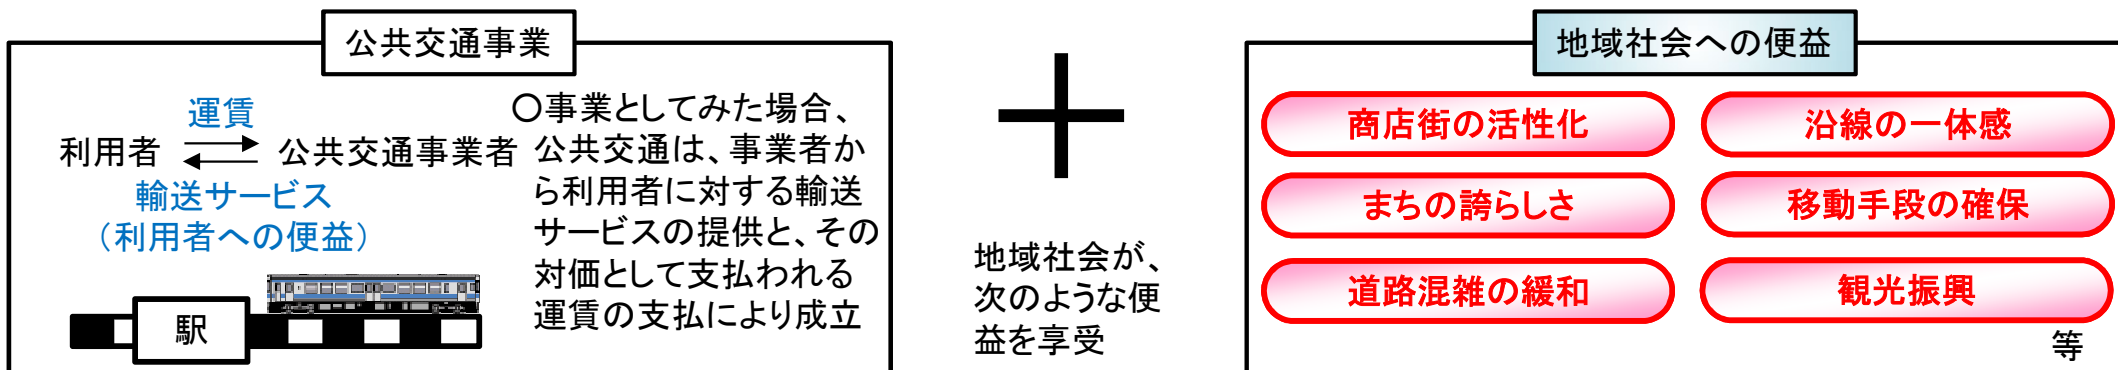 公共交通事業
運賃
利用者
公共交通事業者
輸送サービス
（利用者への便益）
駅
○事業としてみた場合、
公共交通は、事業者か
ら利用者に対する輸送
サービスの提供と、その
対価として支払われる
運賃の支払により成立
＋
地域社会が、
次のような便
益を享受
地域社会への便益
商店街の活性化
沿線の一体感
まちの誇らしさ
移動手段の確保
道路混雑の緩和
観光振興
等